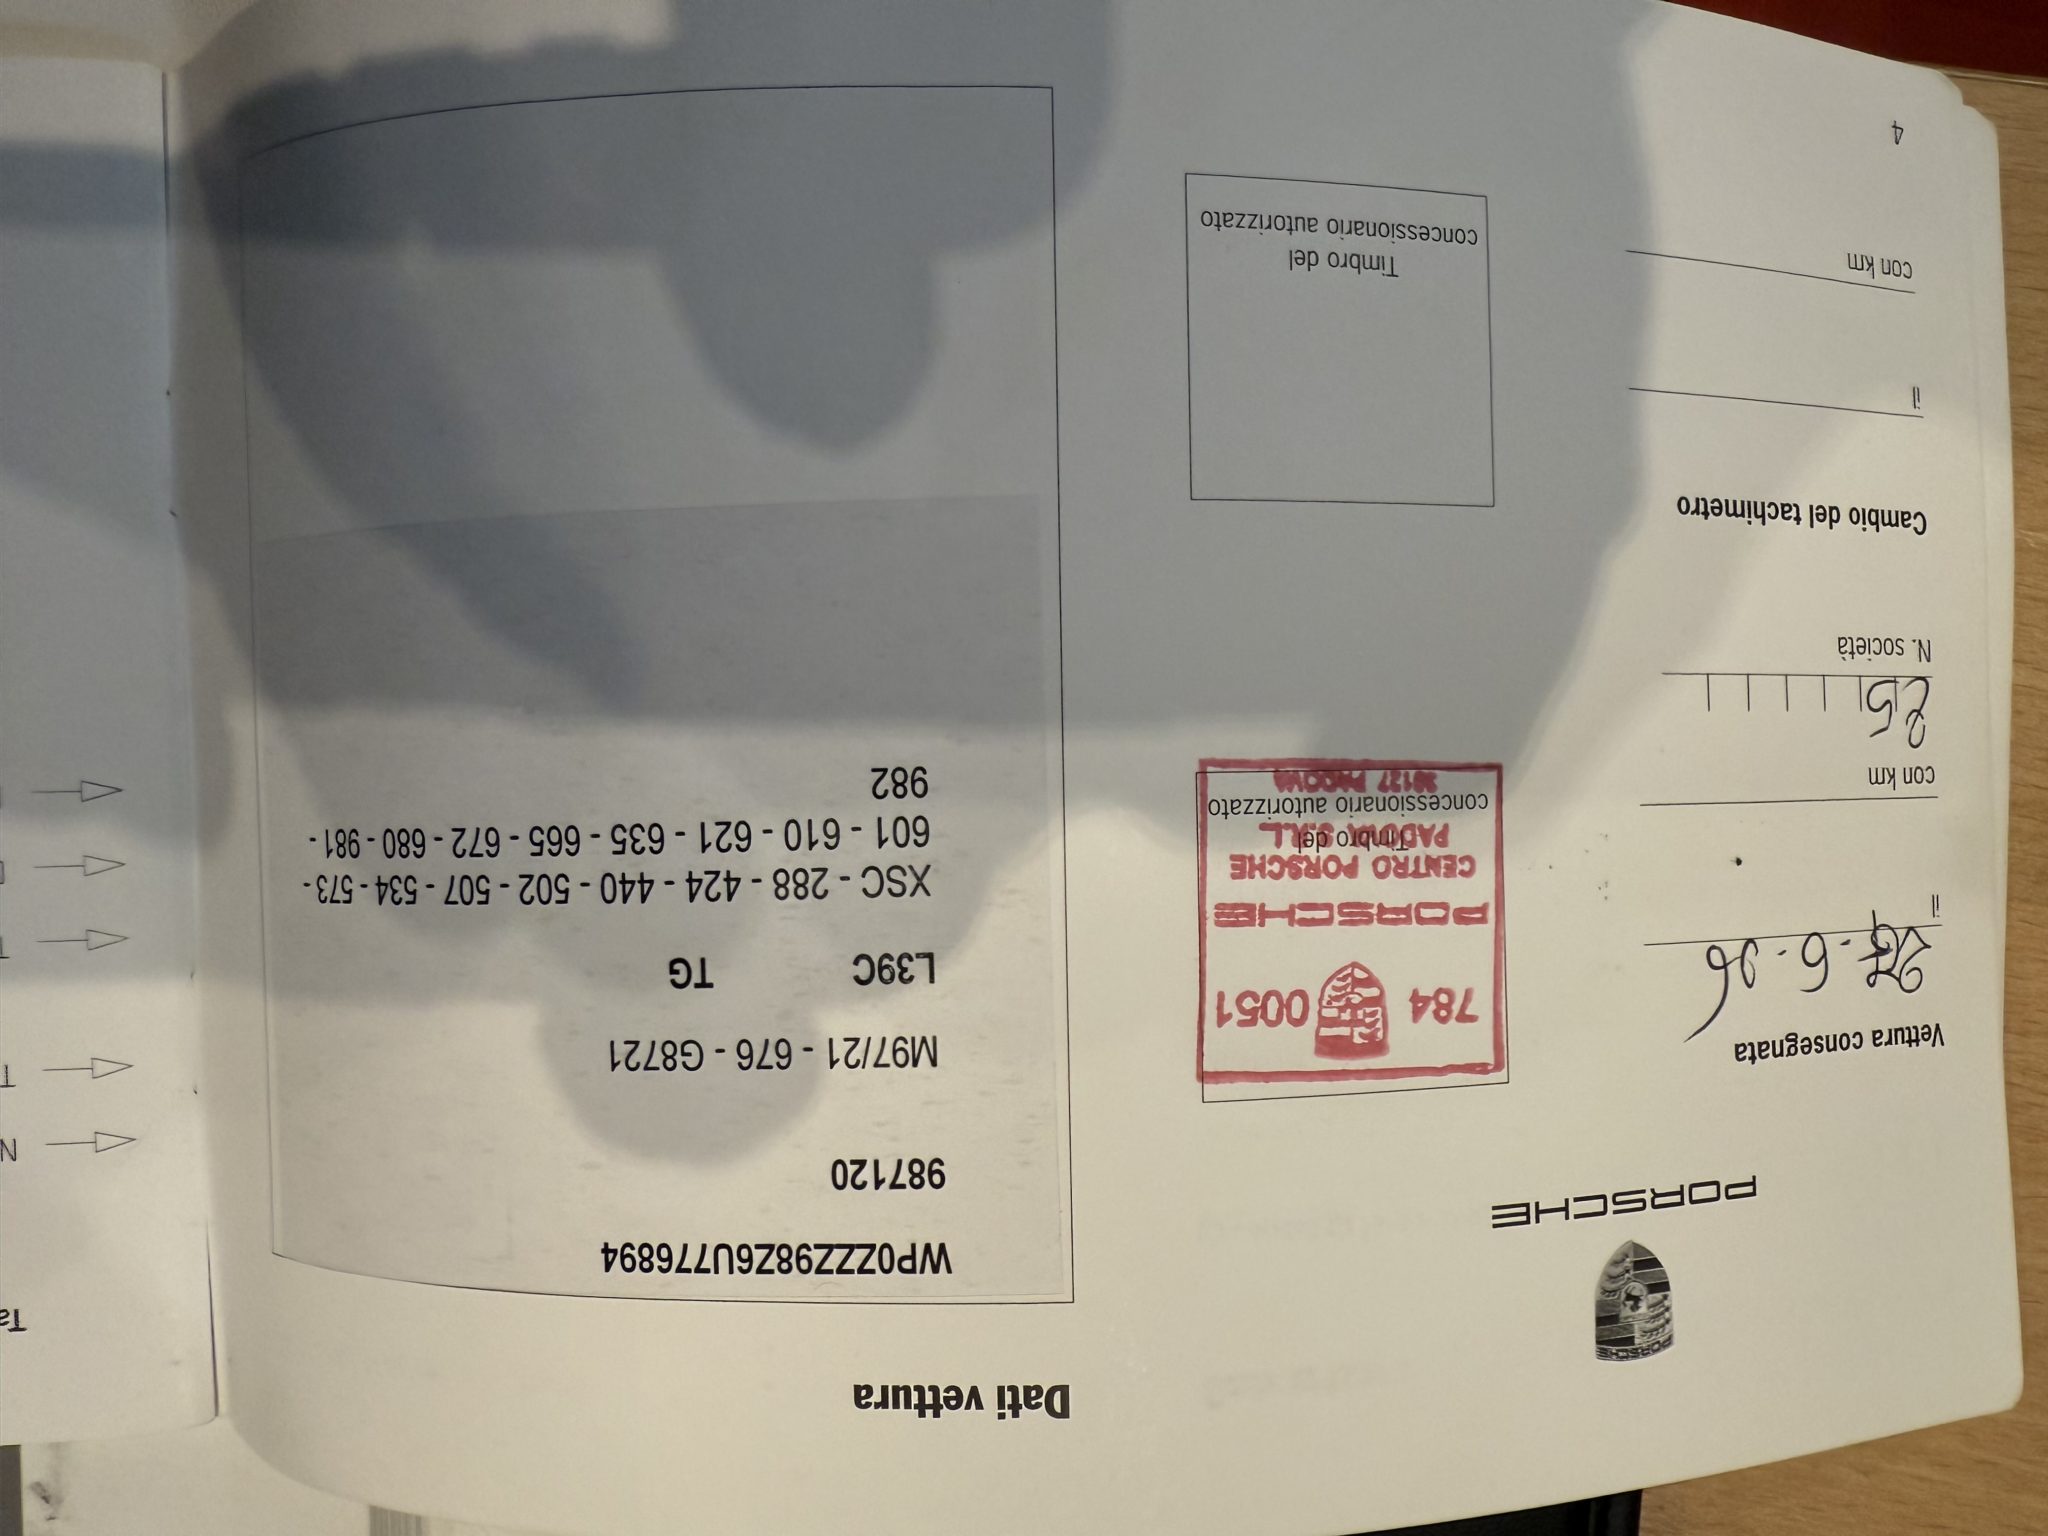 Dati vettura
PORSCHE
PORSCHE
Vettura consegnata
27-6-06
il
con km
25
N. società
Cambio del tachimetro
il
con km
4
784 0051
PORSCHE
CENTRO PORSCHE
PADOVA S.R.L.
Timbro del
concessionario autorizzato
PADOVA
Timbro del
concessionario autorizzato
WP0ZZZ98Z6U776894
987120
M97/21 - 676 - G8721
L39C TG
XSC - 288 - 424 - 440 - 502 - 507 - 534 - 573 -
601 - 610 - 621 - 635 - 665 - 672 - 680 - 981 -
982
Ta
N
T
T